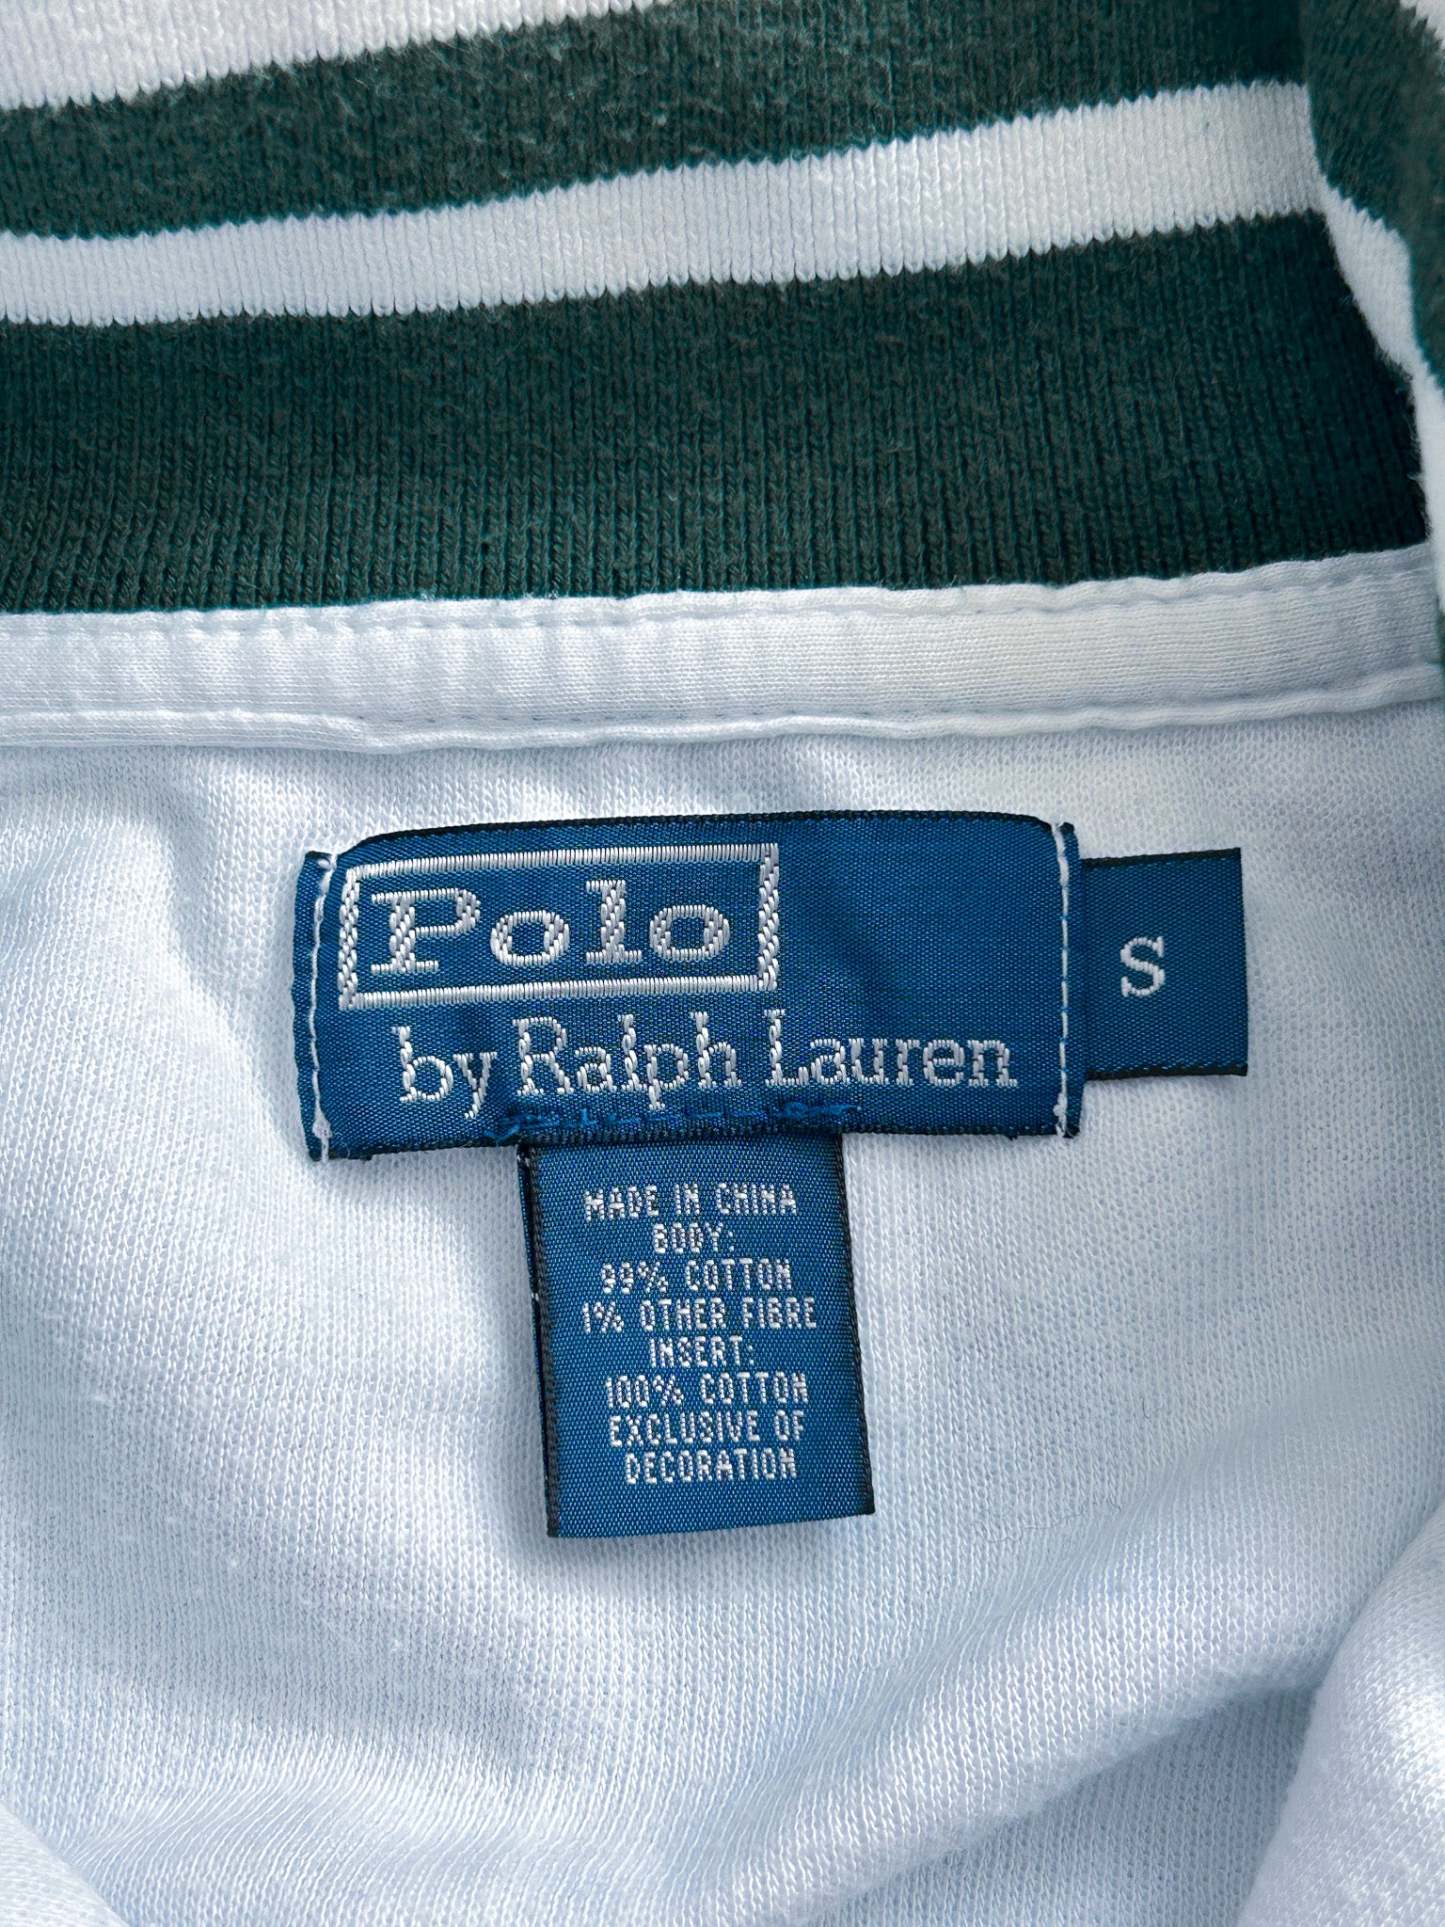 Polo
by Ralph Lauren
S
MADE IN CHINA
BODY:
99% COTTON
1% OTHER FIBRE
INSERT:
100% COTTON
EXCLUSIVE OF
DECORATION